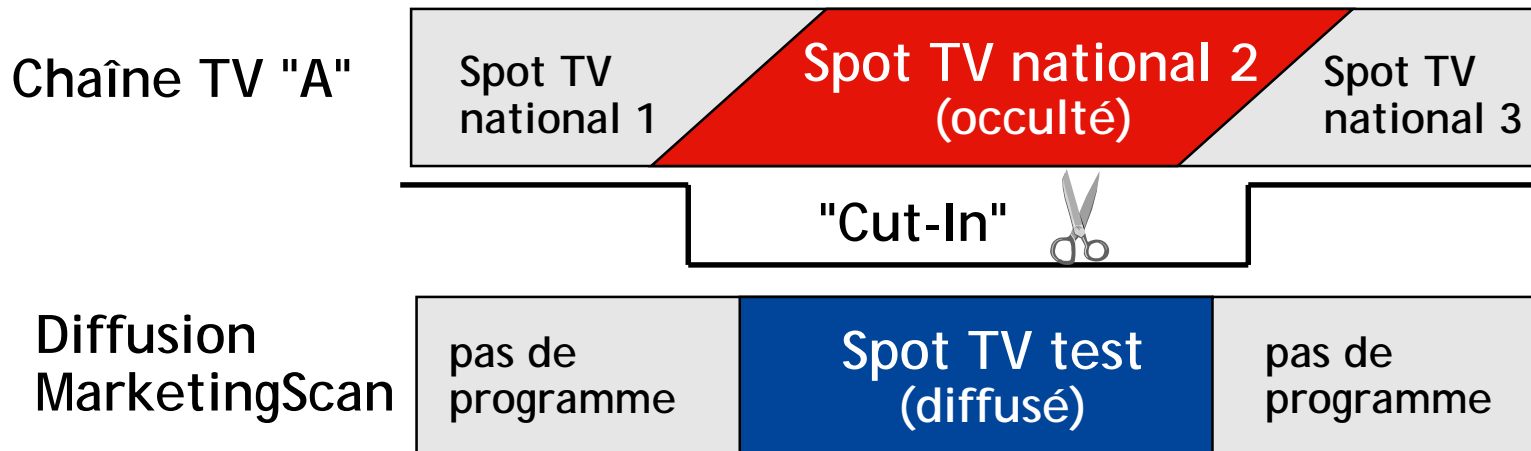 Chaîne TV "A"
Spot TV
national 1
Spot TV national 2
(occulté)
Spot TV
national 3
"Cut-In"
Diffusion
MarketingScan
pas de
programme
Spot TV test
(diffusé)
pas de
programme